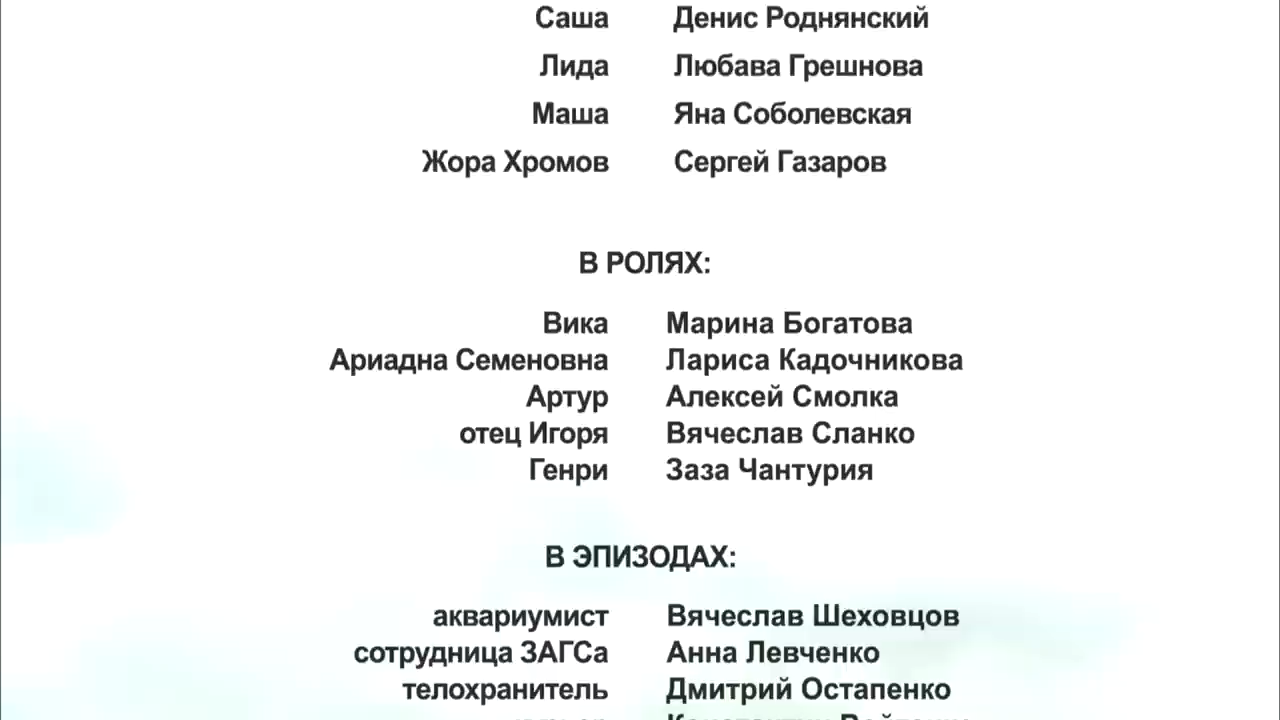 Саша Денис Роднянский
Лида Любава Грешнова
Маша Яна Соболевская
Жора Хромов Сергей Газаров
В РОЛЯХ:
Вика Марина Богатова
Ариадна Семеновна Лариса Кадочникова
Артур Алексей Смолка
отец Игоря Вячеслав Сланко
Генри Заза Чантурия
В ЭПИЗОДАХ:
аквариумист Вячеслав Шеховцов
сотрудница ЗАГСа Анна Левченко
телохранитель Дмитрий Остапенко